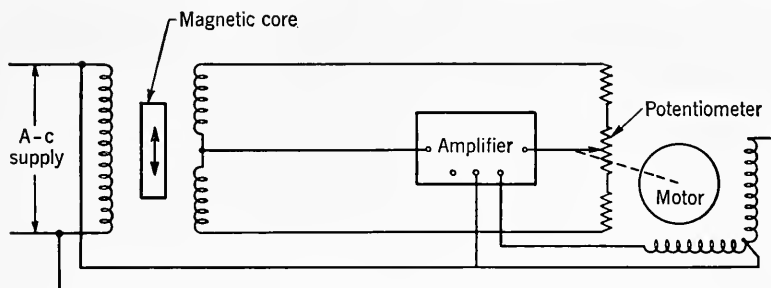 Magnetic core
A-c
supply
Amplifier
Potentiometer
Motor